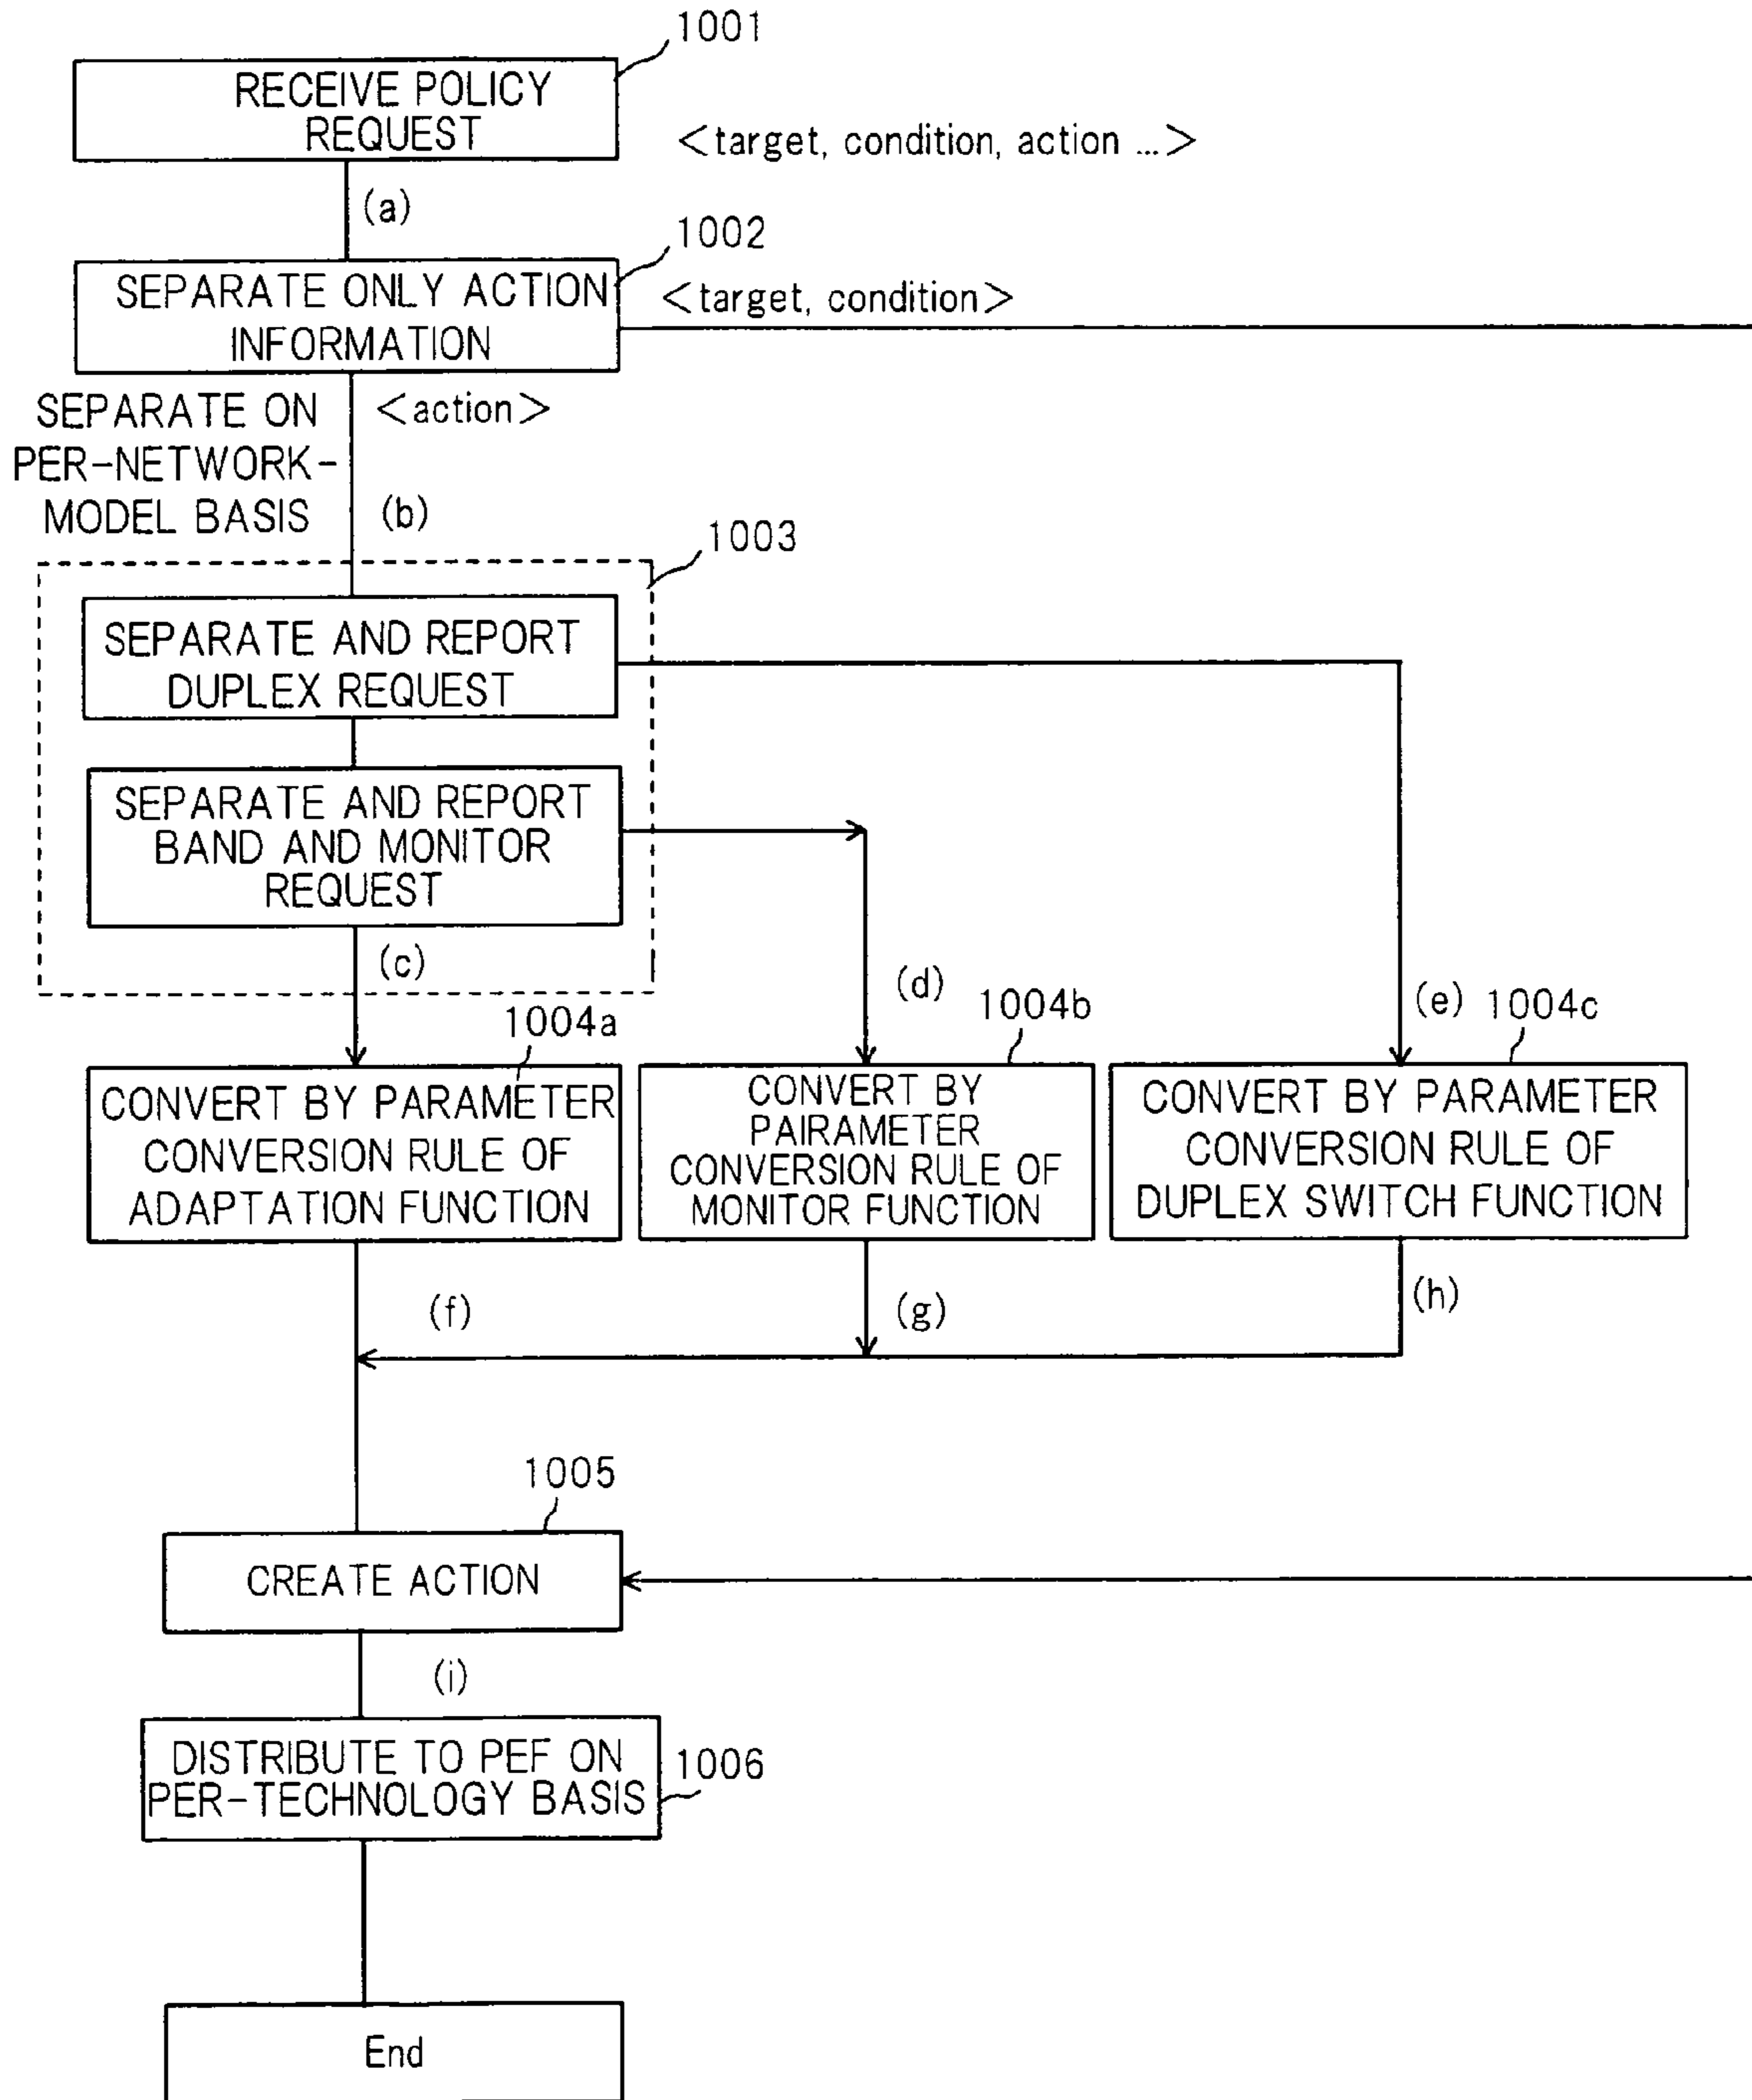 1001
RECEIVE POLICY
REQUEST
<target, condition, action ...>
(a)
1002
SEPARATE ONLY ACTION
INFORMATION
<target, condition>
SEPARATE ON
PER-NETWORK-
MODEL BASIS
<action>
(b)
1003
SEPARATE AND REPORT
DUPLEX REQUEST
SEPARATE AND REPORT
BAND AND MONITOR
REQUEST
(c)
(d)
(e)
1004a
CONVERT BY PARAMETER
CONVERSION RULE OF
ADAPTATION FUNCTION
1004b
CONVERT BY
PAIRAMETER
CONVERSION RULE OF
MONITOR FUNCTION
1004c
CONVERT BY PARAMETER
CONVERSION RULE OF
DUPLEX SWITCH FUNCTION
(f)
(g)
(h)
1005
CREATE ACTION
(i)
DISTRIBUTE TO PEF ON
PER-TECHNOLOGY BASIS
1006
End